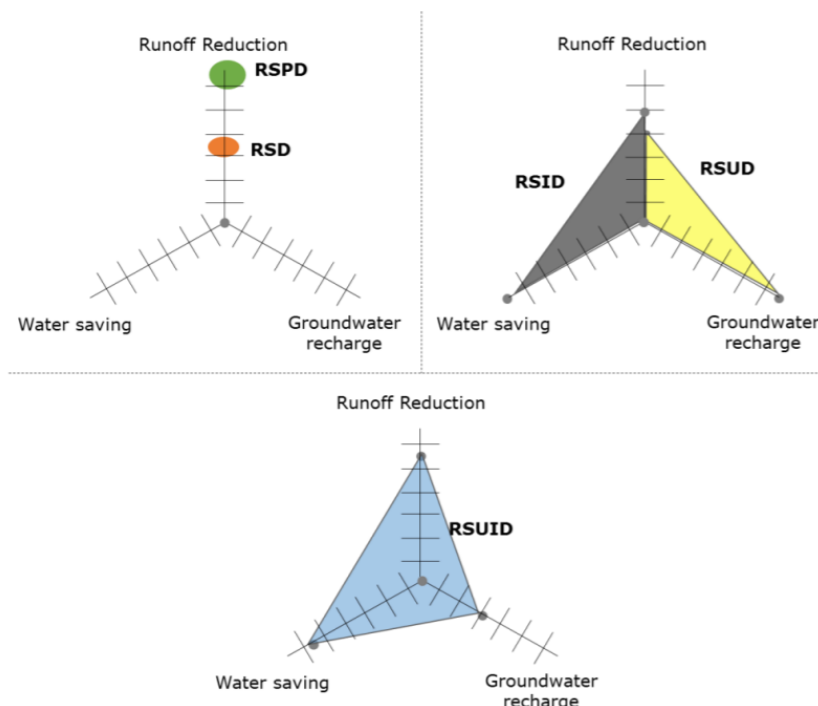 Runoff Reduction
RSPD
RSD
Water saving
Groundwater
recharge
Runoff Reduction
RSID
RSUD
Water saving
Groundwater
recharge
Runoff Reduction
RSUID
Water saving
Groundwater
recharge